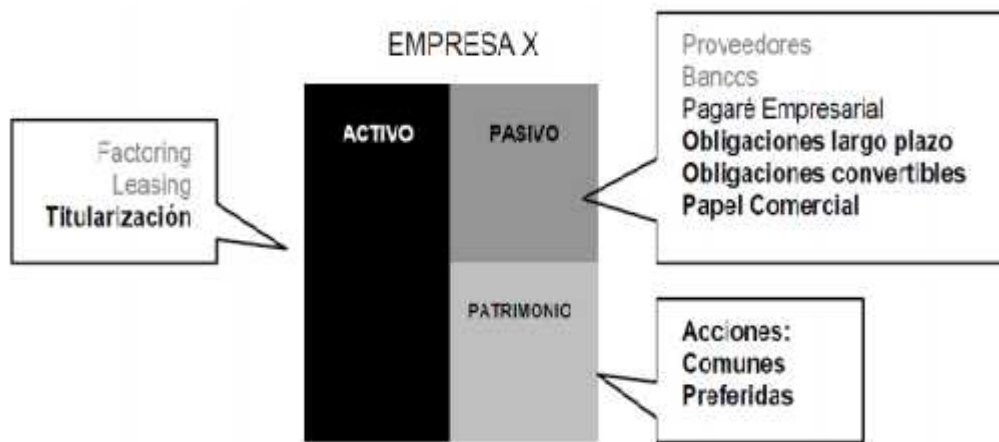 EMPRESA X
Factoring
Leasing
Titularización
ACTIVO
PASIVO
PATRIMONIO
Proveedores
Bancos
Pagaré Empresarial
Obligaciones largo plazo
Obligaciones convertibles
Papel Comercial
Acciones:
Comunes
Preferidas